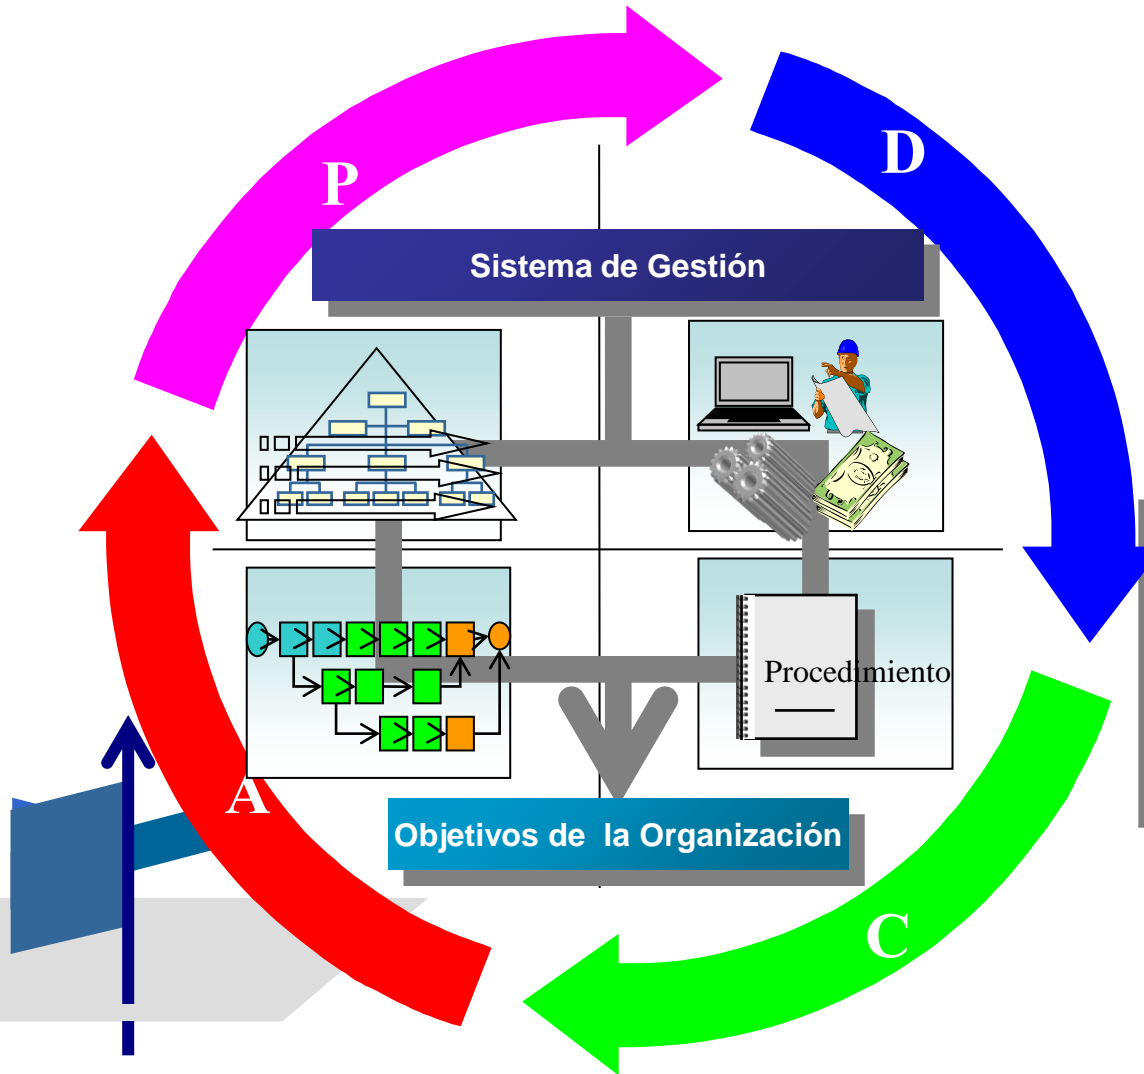 P
D
Sistema de Gestión
Procedimiento
A
Objetivos de la Organización
C